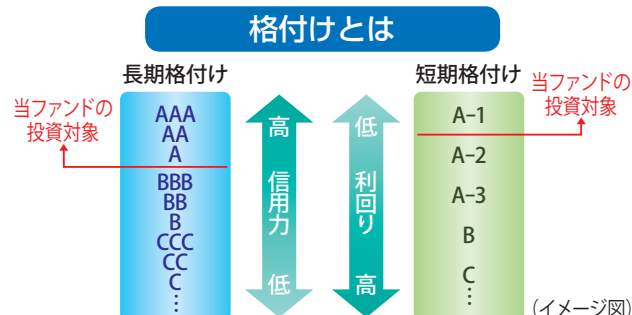 格付けとは
長期格付け
短期格付け
当ファンドの
投資対象
当ファンドの
投資対象
AAA
AA
A
BBB
BB
B
CCC
CC
C
⋮
高
信用力
低
低
利回り
高
A-1
A-2
A-3
B
C
⋮
(イメージ図)